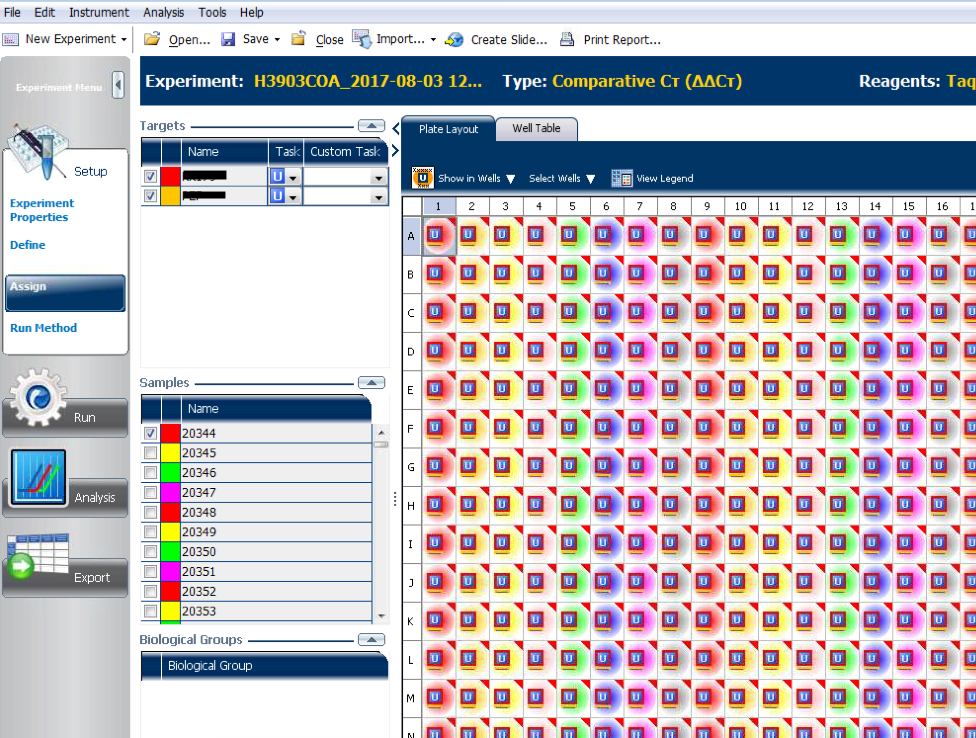 File Edit Instrument Analysis Tools Help
New Experiment Open... Save Close Import... Create Slide... Print Report...
Experiment Menu
Experiment: H3903COA_2017-08-03 12... Type: Comparative Cт (ΔΔCт) Reagents: Taq
Setup
Experiment
Properties
Define
Assign
Run Method
Run
Analysis
Export
Targets
Name Task Custom Task
U
U
Samples
Name
20344
20345
20346
20347
20348
20349
20350
20351
20352
20353
Biological Groups
Biological Group
Plate Layout Well Table
Show in Wells Select Wells View Legend
1 2 3 4 5 6 7 8 9 10 11 12 13 14 15 16 1
A U U U U U U U U U U U U U U U U U
B U U U U U U U U U U U U U U U U U
C U U U U U U U U U U U U U U U U U
D U U U U U U U U U U U U U U U U U
E U U U U U U U U U U U U U U U U U
F U U U U U U U U U U U U U U U U U
G U U U U U U U U U U U U U U U U U
H U U U U U U U U U U U U U U U U U
I U U U U U U U U U U U U U U U U U
J U U U U U U U U U U U U U U U U U
K U U U U U U U U U U U U U U U U U
L U U U U U U U U U U U U U U U U U
M U U U U U U U U U U U U U U U U U
N U U U U U U U U U U U U U U U U U